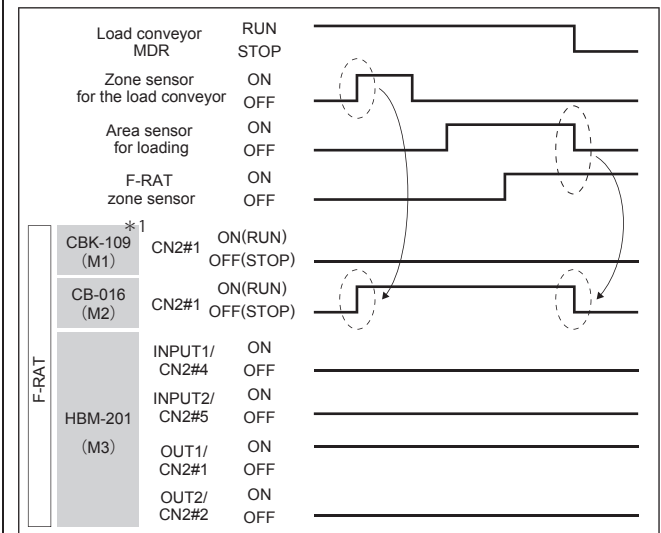 Load conveyor MDR RUN
STOP
Zone sensor for the load conveyor ON
OFF
Area sensor for loading ON
OFF
F-RAT zone sensor ON
OFF
F-RAT
CBK-109 (M1) *1 CN2#1 ON(RUN)
OFF(STOP)
CB-016 (M2) CN2#1 ON(RUN)
OFF(STOP)
HBM-201 (M3)
INPUT1/ CN2#4 ON
OFF
INPUT2/ CN2#5 ON
OFF
OUT1/ CN2#1 ON
OFF
OUT2/ CN2#2 ON
OFF